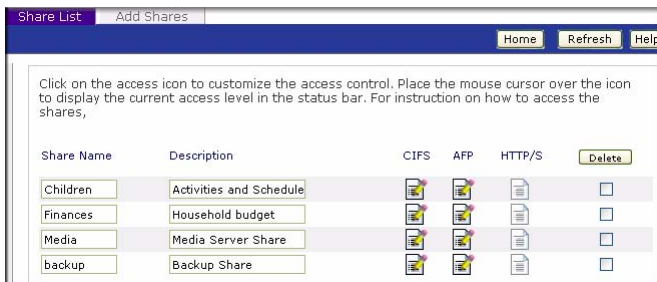 Share List Add Shares
Home Refresh Help
Click on the access icon to customize the access control. Place the mouse cursor over the icon
to display the current access level in the status bar. For instruction on how to access the
shares,
Share Name Description CIFS AFP HTTP/S Delete
Children Activities and Schedule
Finances Household budget
Media Media Server Share
backup Backup Share